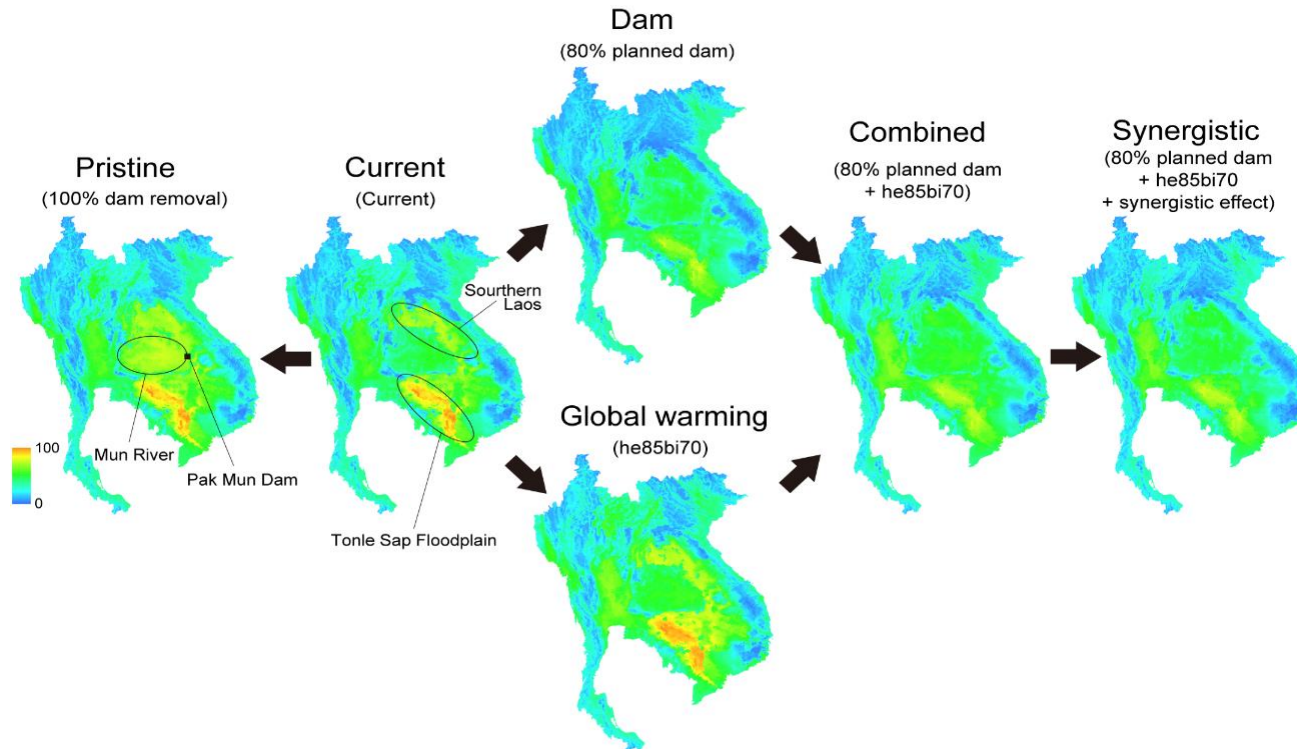 Dam
(80% planned dam)
Combined
(80% planned dam
+ he85bi70)
Synergistic
(80% planned dam
+ he85bi70
+ synergistic effect)
Pristine
(100% dam removal)
Current
(Current)
Sourthern
Laos
Global warming
(he85bi70)
100
0
Mun River
Pak Mun Dam
Tonle Sap Floodplain